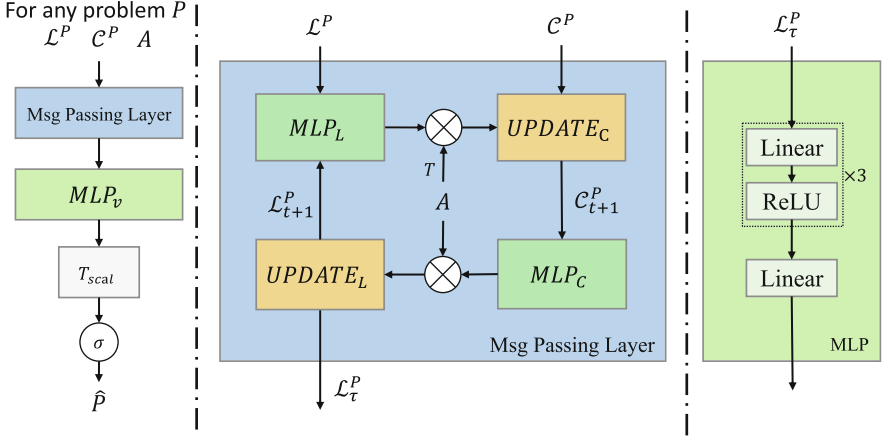 For any problem P
ℒ^P 𝒞^P A
Msg Passing Layer
MLP_v
T_scal
σ
P̂
ℒ^P
𝒞^P
MLP_L
UPDATE_C
T
ℒ^P_{t+1}
A
𝒞^P_{t+1}
UPDATE_L
MLP_C
Msg Passing Layer
ℒ^P_τ
ℒ^P_τ
Linear
×3
ReLU
Linear
MLP